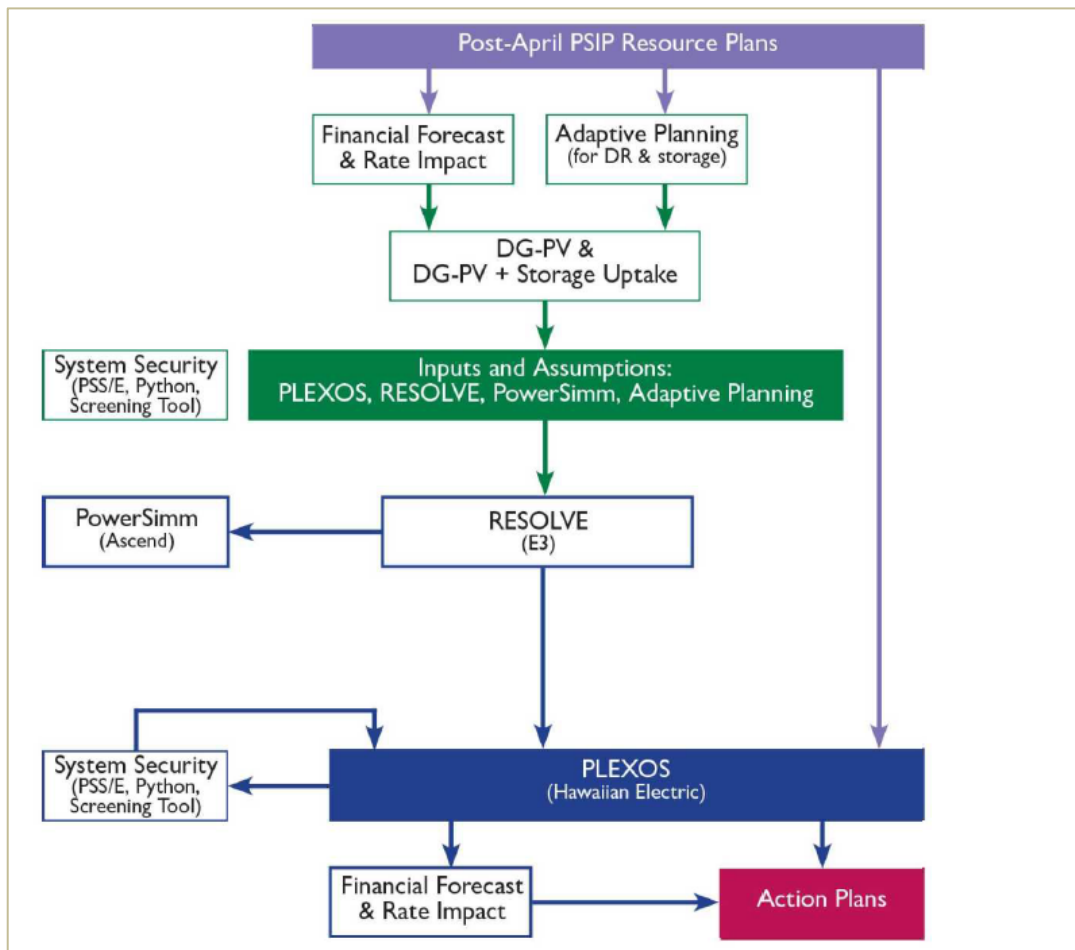 Post-April PSIP Resource Plans
Financial Forecast
& Rate Impact
Adaptive Planning
(for DR & storage)
DG-PV &
DG-PV + Storage Uptake
System Security
(PSS/E, Python,
Screening Tool)
Inputs and Assumptions:
PLEXOS, RESOLVE, PowerSimm, Adaptive Planning
PowerSimm
(Ascend)
RESOLVE
(E3)
System Security
(PSS/E, Python,
Screening Tool)
PLEXOS
(Hawaiian Electric)
Financial Forecast
& Rate Impact
Action Plans